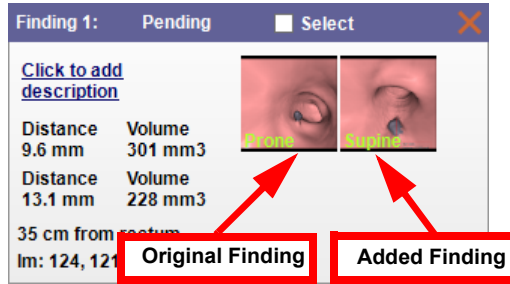 Finding 1: Pending Select
Click to add
description
Prone Supine
Distance Volume
9.6 mm 301 mm3
Distance Volume
13.1 mm 228 mm3
35 cm from rectum
Im: 124, 121
Original Finding Added Finding